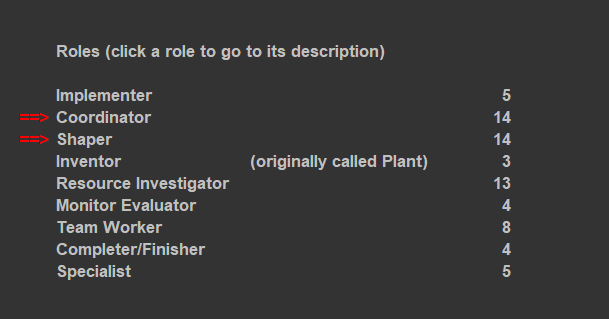 Roles (click a role to go to its description)
Implementer 5
==> Coordinator 14
==> Shaper 14
Inventor (originally called Plant) 3
Resource Investigator 13
Monitor Evaluator 4
Team Worker 8
Completer/Finisher 4
Specialist 5